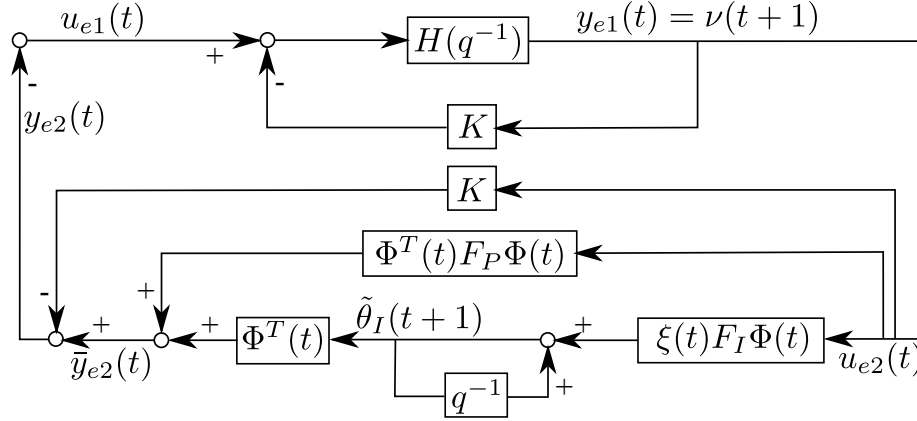 u_{e1}(t)
y_{e1}(t) = ν(t + 1)
+
H(q^{-1})
-
-
y_{e2}(t)
K
K
Φ^T(t)F_PΦ(t)
-
+
+
+
θ̃_I(t + 1)
+
ȳ_{e2}(t)
Φ^T(t)
ξ(t)F_IΦ(t)
u_{e2}(t)
q^{-1}
+